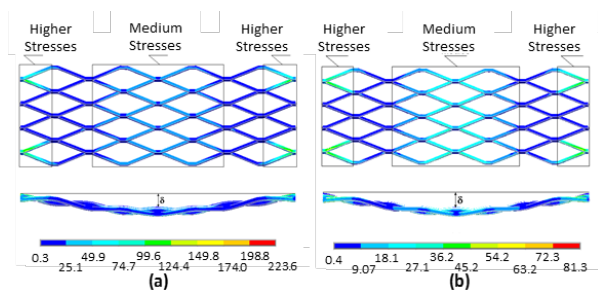 Higher Stresses
Medium Stresses
Higher Stresses
δ
0.3 25.1 49.9 74.7 99.6 124.4 149.8 174.0 198.8 223.6
(a)
Higher Stresses
Medium Stresses
Higher Stresses
δ
0.4 9.07 18.1 27.1 36.2 45.2 54.2 63.2 72.3 81.3
(b)